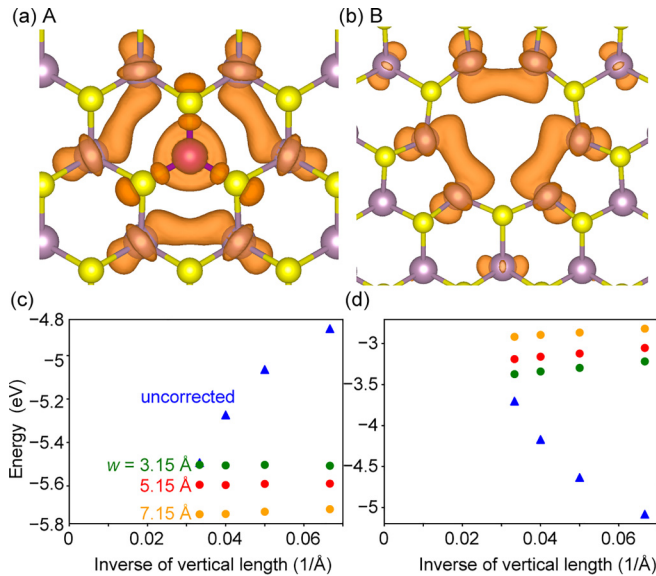 (a) A
(b) B
(c)
(d)
−4.8
−5
−5.2
−5.4
−5.6
−5.8
Energy (eV)
uncorrected
w = 3.15 Å
5.15 Å
7.15 Å
0
0.02
0.04
0.06
Inverse of vertical length (1/Å)
−3
−3.5
−4
−4.5
−5
0
0.02
0.04
0.06
Inverse of vertical length (1/Å)